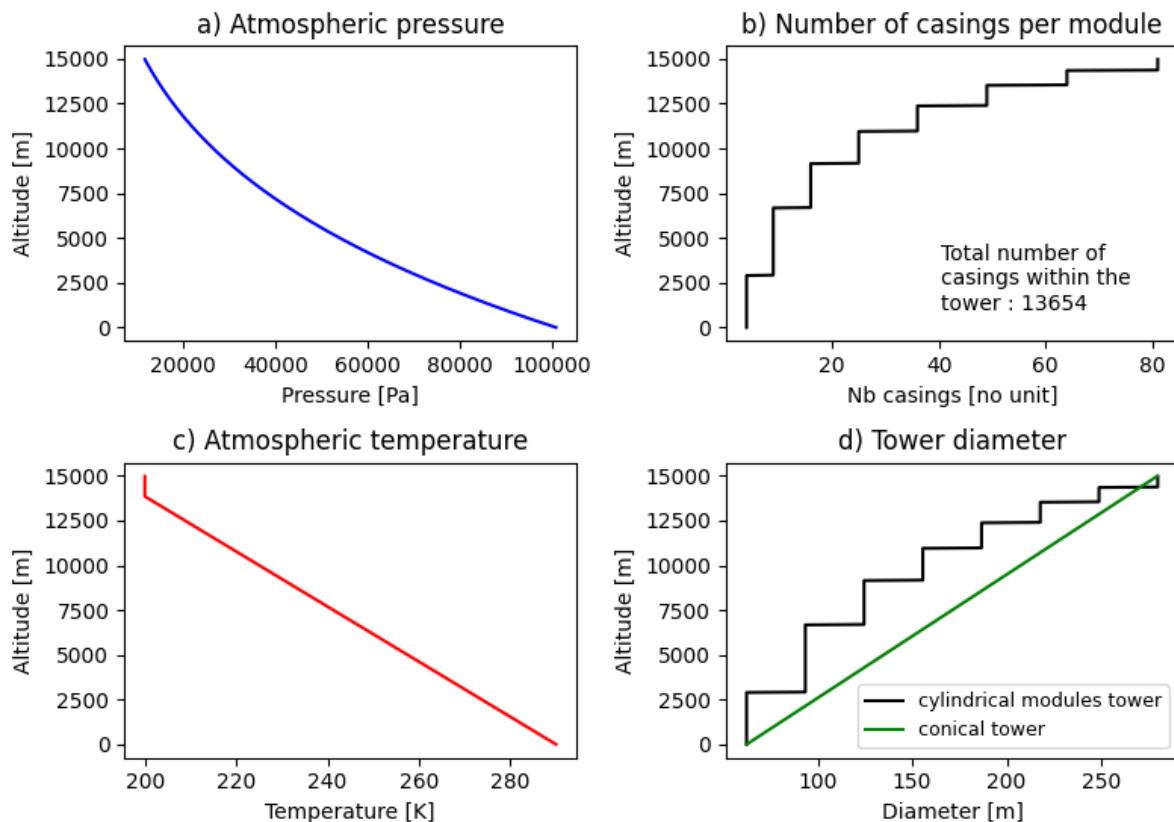 a) Atmospheric pressure
15000
12500
10000
7500
5000
2500
0
Altitude [m]
20000 40000 60000 80000 100000
Pressure [Pa]
b) Number of casings per module
15000
12500
10000
7500
5000
2500
0
Altitude [m]
Total number of
casings within the
tower : 13654
20 40 60 80
Nb casings [no unit]
c) Atmospheric temperature
15000
12500
10000
7500
5000
2500
0
Altitude [m]
200 220 240 260 280
Temperature [K]
d) Tower diameter
15000
12500
10000
7500
5000
2500
0
Altitude [m]
cylindrical modules tower
conical tower
100 150 200 250
Diameter [m]